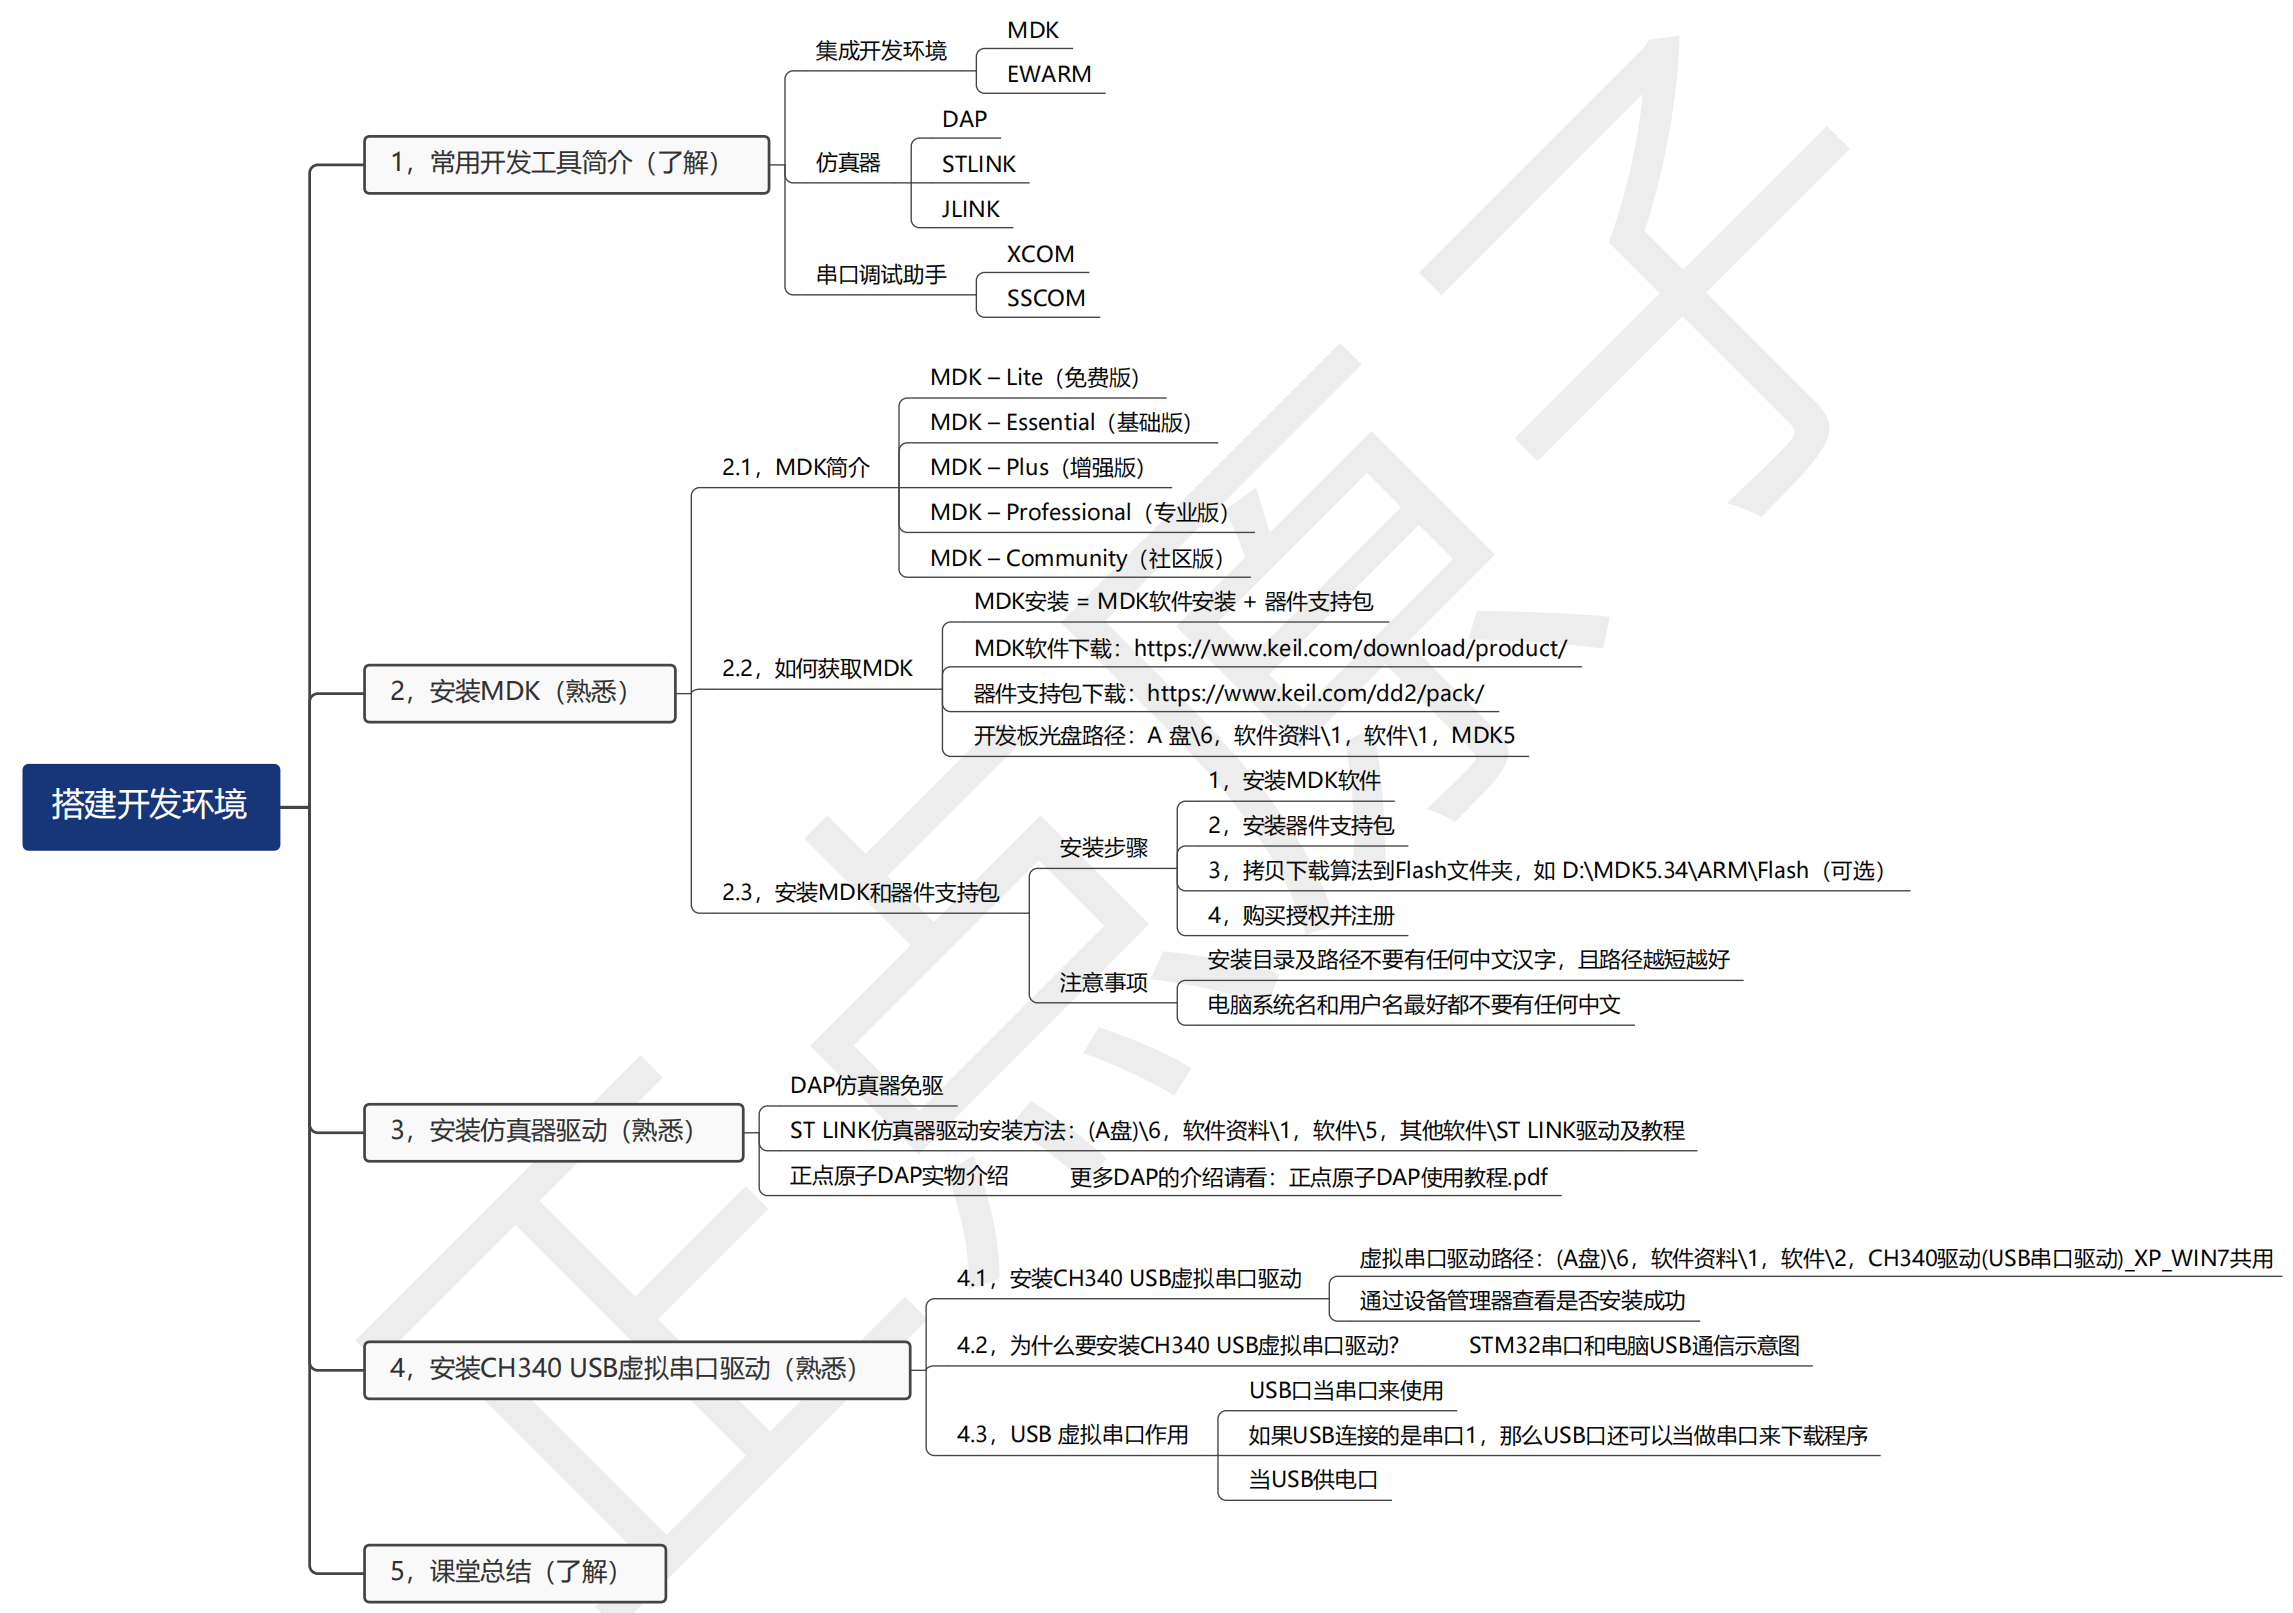 搭建开发环境
1，常用开发工具简介（了解）
集成开发环境
MDK
EWARM
仿真器
DAP
STLINK
JLINK
串口调试助手
XCOM
SSCOM
2，安装MDK（熟悉）
2.1，MDK简介
MDK – Lite（免费版）
MDK – Essential（基础版）
MDK – Plus（增强版）
MDK – Professional（专业版）
MDK – Community（社区版）
2.2，如何获取MDK
MDK安装 = MDK软件安装 + 器件支持包
MDK软件下载：https://www.keil.com/download/product/
器件支持包下载：https://www.keil.com/dd2/pack/
开发板光盘路径：A 盘\6，软件资料\1，软件\1，MDK5
2.3，安装MDK和器件支持包
安装步骤
1，安装MDK软件
2，安装器件支持包
3，拷贝下载算法到Flash文件夹，如 D:\MDK5.34\ARM\Flash（可选）
4，购买授权并注册
注意事项
安装目录及路径不要有任何中文汉字，且路径越短越好
电脑系统名和用户名最好都不要有任何中文
3，安装仿真器驱动（熟悉）
DAP仿真器免驱
ST LINK仿真器驱动安装方法：(A盘)\6，软件资料\1，软件\5，其他软件\ST LINK驱动及教程
正点原子DAP实物介绍
更多DAP的介绍请看：正点原子DAP使用教程.pdf
4，安装CH340 USB虚拟串口驱动（熟悉）
4.1，安装CH340 USB虚拟串口驱动
虚拟串口驱动路径：(A盘)\6，软件资料\1，软件\2，CH340驱动(USB串口驱动)_XP_WIN7共用
通过设备管理器查看是否安装成功
4.2，为什么要安装CH340 USB虚拟串口驱动？
STM32串口和电脑USB通信示意图
4.3，USB 虚拟串口作用
USB口当串口来使用
如果USB连接的是串口1，那么USB口还可以当做串口来下载程序
当USB供电口
5，课堂总结（了解）
正点原子